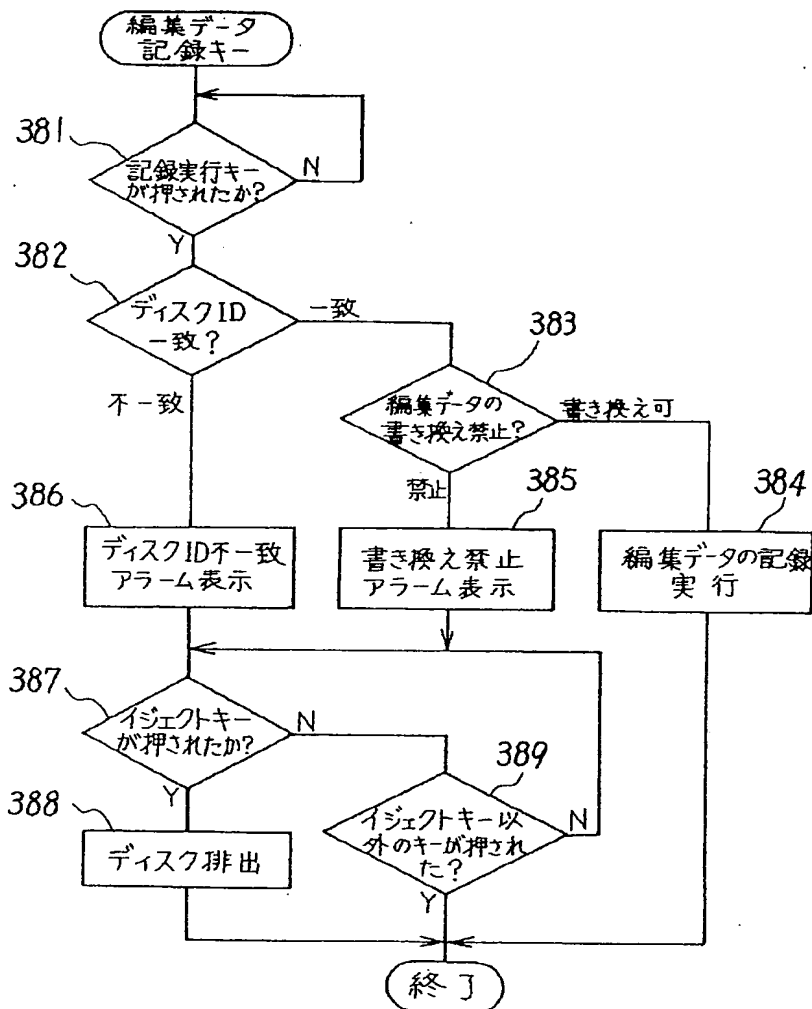 編集データ
記録キー
381
記録実行キー
が押されたか?
N
Y
382
ディスクID
一致?
一致
383
不一致
編集データの
書き換え禁止?
書き換え可
禁止
386
385
384
ディスクID不一致
アラーム表示
書き換え禁止
アラーム表示
編集データの記録
実行
387
イジェクトキー
が押されたか?
N
389
Y
388
イジェクトキー以
外のキーが押され
た?
N
ディスク排出
Y
終了